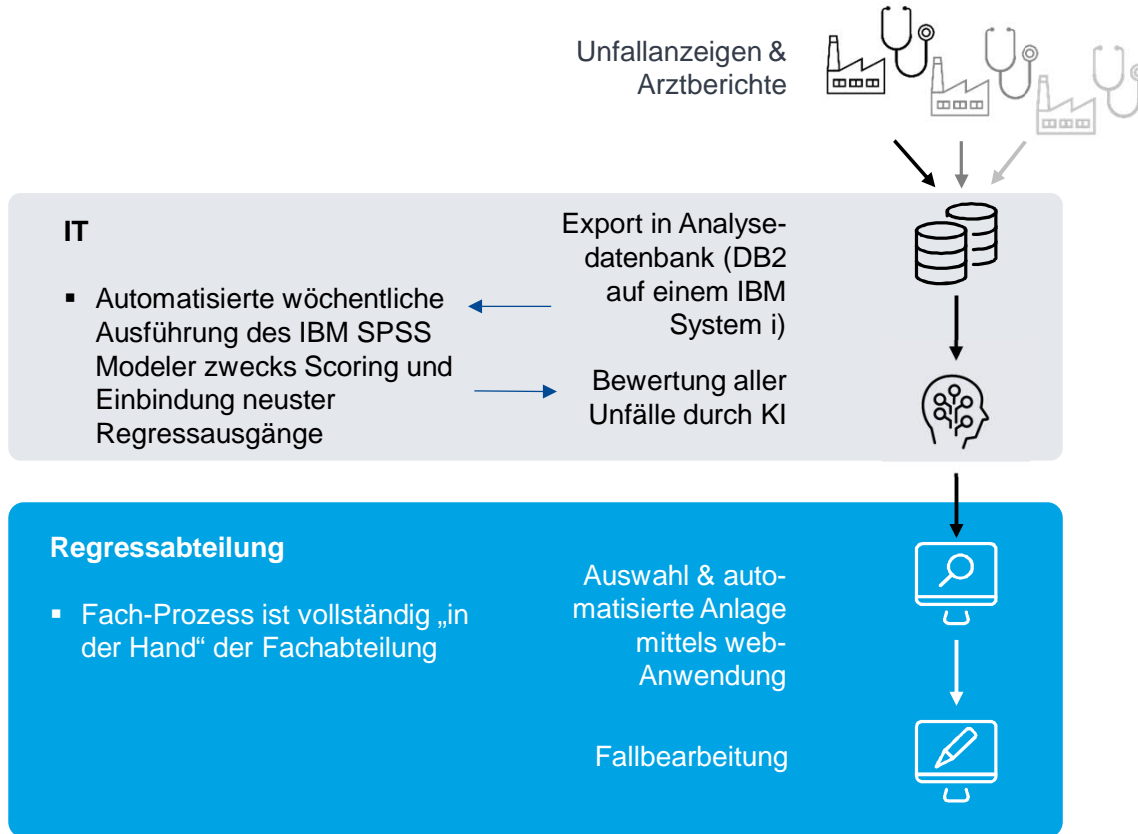 Unfallanzeigen &
Arztberichte
IT
▪ Automatisierte wöchentliche
Ausführung des IBM SPSS
Modeler zwecks Scoring und
Einbindung neuster
Regressausgänge
Export in Analyse-
datenbank (DB2
auf einem IBM
System i)
Bewertung aller
Unfälle durch KI
Regressabteilung
▪ Fach-Prozess ist vollständig „in
der Hand“ der Fachabteilung
Auswahl & auto-
matisierte Anlage
mittels web-
Anwendung
Fallbearbeitung